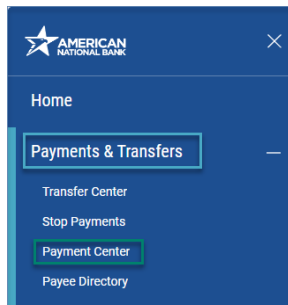 AMERICAN
NATIONAL BANK
Home
Payments & Transfers
Transfer Center
Stop Payments
Payment Center
Payee Directory